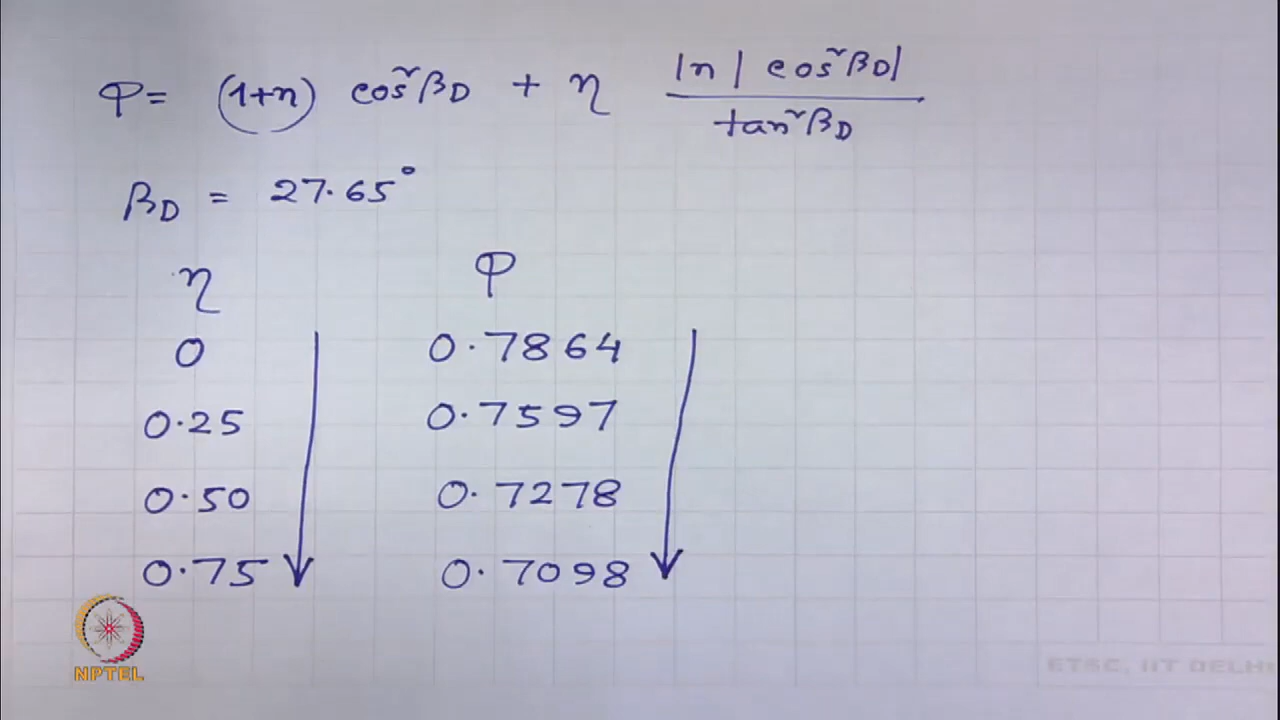 φ = (1+η) cos²β_D + η ln|cos²β_D| / tan²β_D
β_D = 27.65°
η φ
0 0.7864
0.25 0.7597
0.50 0.7278
0.75 0.7098
NPTEL
ETSC, IIT DELHI